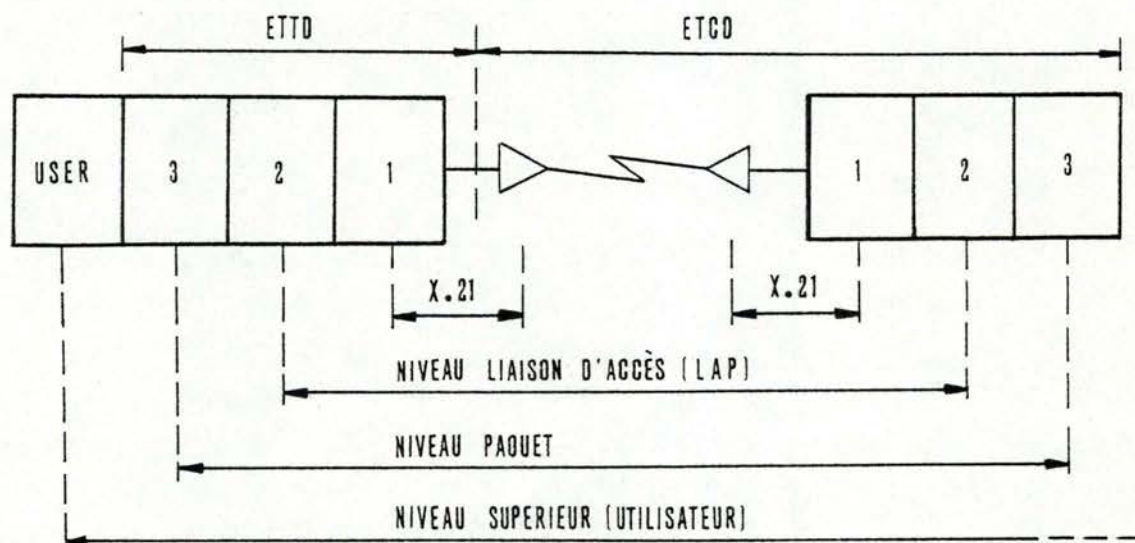 ETTD ETCD
USER 3 2 1 1 2 3
X.21 X.21
NIVEAU LIAISON D'ACCÈS (LAP)
NIVEAU PAQUET
NIVEAU SUPERIEUR (UTILISATEUR)